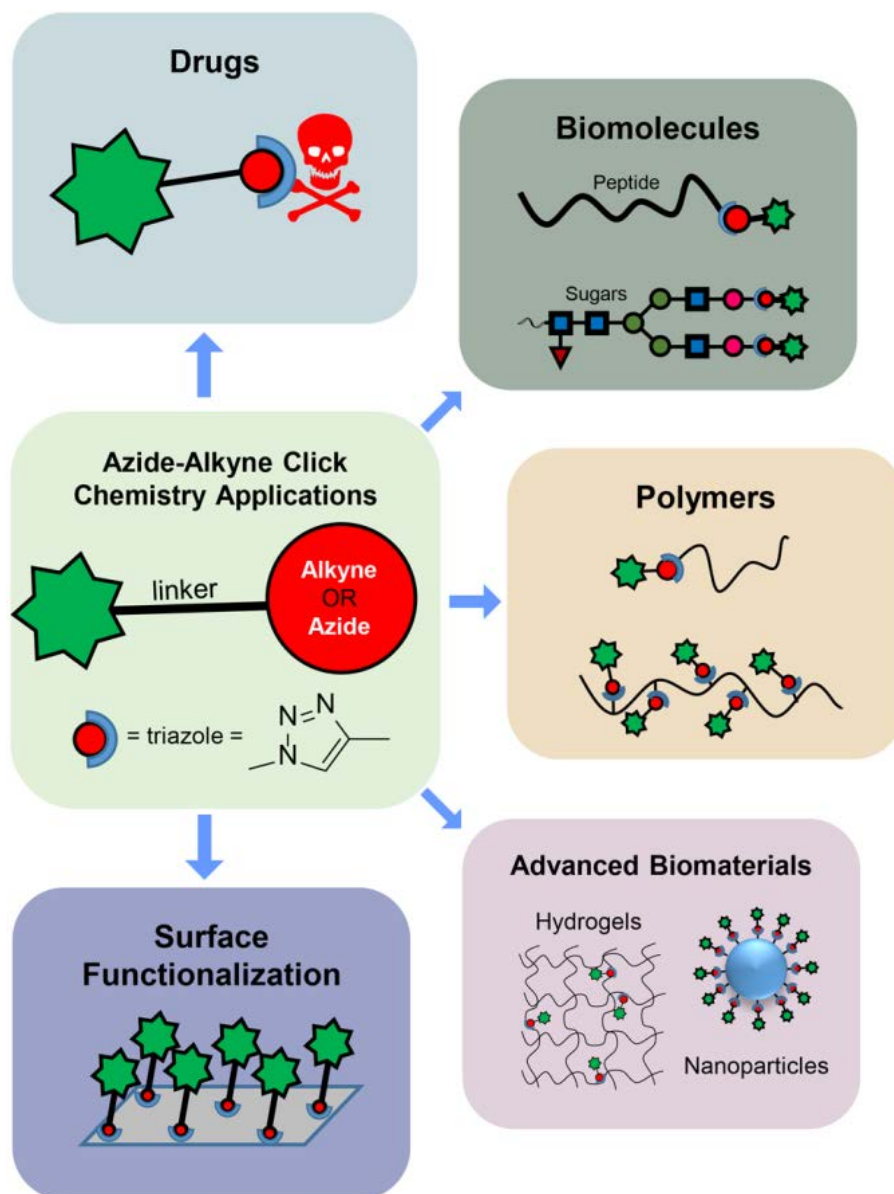 Drugs
Biomolecules
Peptide
Sugars
Azide-Alkyne Click
Chemistry Applications
linker
Alkyne
OR
Azide
= triazole =
N
N
N
Polymers
Surface
Functionalization
Advanced Biomaterials
Hydrogels
Nanoparticles